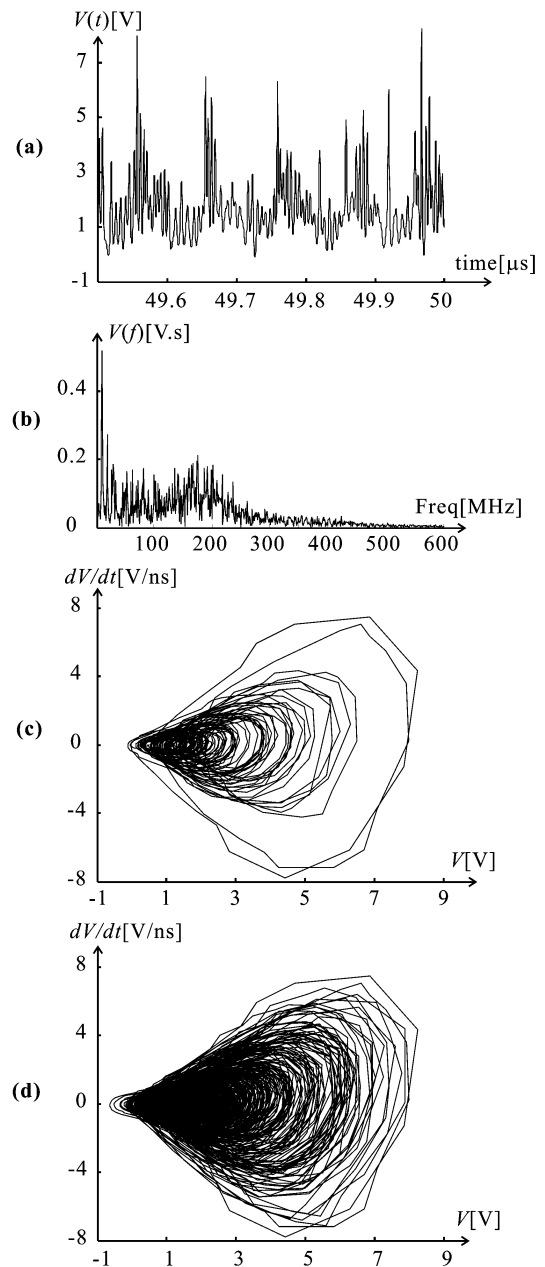 V(t)[V]
7
5
3
1
-1
(a)
time[μs]
49.6 49.7 49.8 49.9 50
V(f)[V.s]
0.4
0.2
0
(b)
Freq[MHz]
100 200 300 400 500 600
dV/dt[V/ns]
8
4
0
-4
-8
(c)
V[V]
-1 1 3 5 7 9
dV/dt[V/ns]
8
4
0
-4
-8
(d)
V[V]
-1 1 3 5 7 9